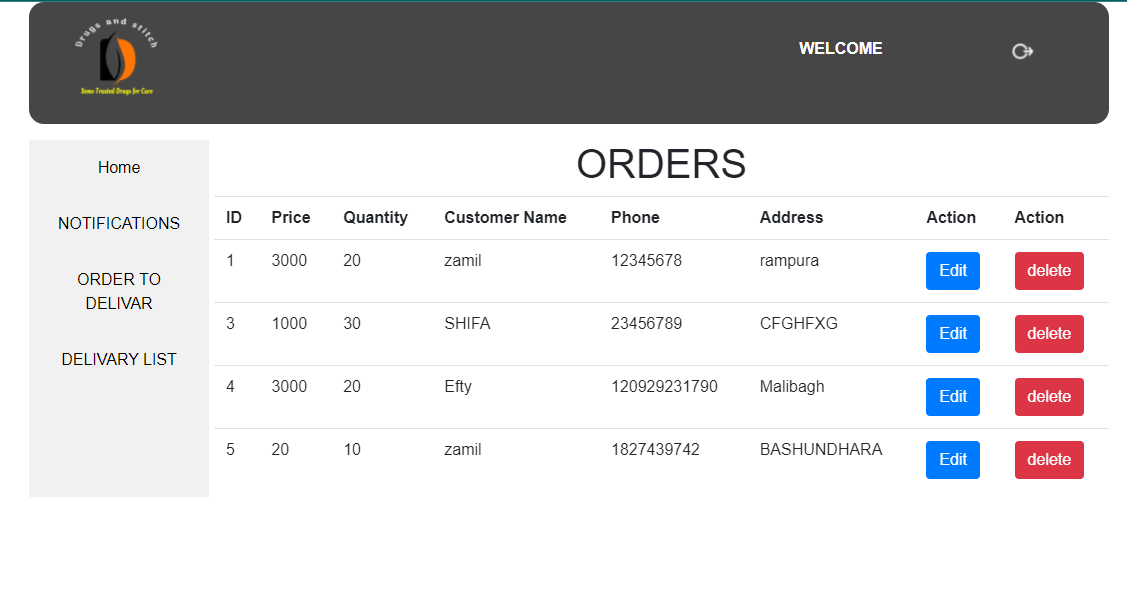 Drugs and stitch
Some Trusted Drugs for Cure
WELCOME
Home
NOTIFICATIONS
ORDER TO
DELIVAR
DELIVARY LIST
ORDERS
ID Price Quantity Customer Name Phone Address Action Action
1 3000 20 zamil 12345678 rampura Edit delete
3 1000 30 SHIFA 23456789 CFGHFXG Edit delete
4 3000 20 Efty 120929231790 Malibagh Edit delete
5 20 10 zamil 1827439742 BASHUNDHARA Edit delete